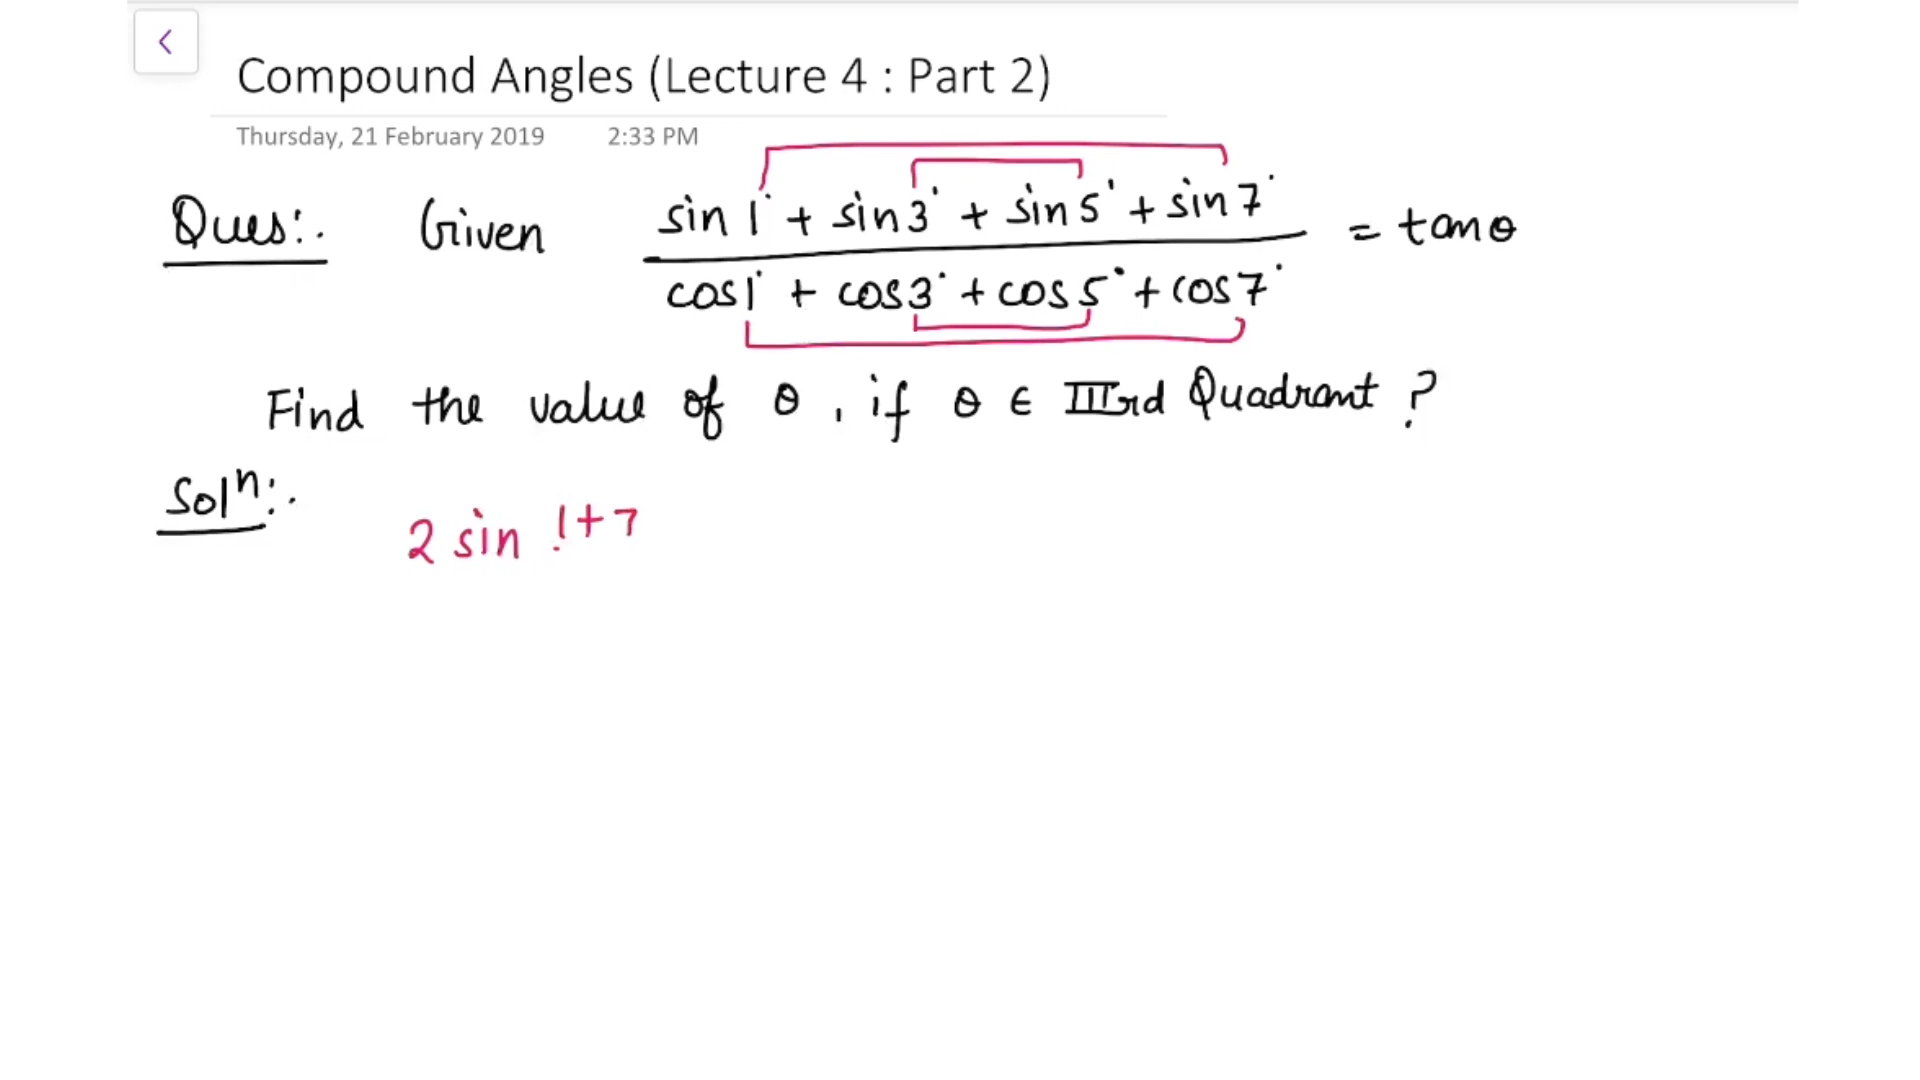 Compound Angles (Lecture 4 : Part 2)
Thursday, 21 February 2019 2:33 PM
Ques:. Given (sin 1° + sin 3° + sin 5° + sin 7°) / (cos 1° + cos 3° + cos 5° + cos 7°) = tan θ
Find the value of θ, if θ ∈ IIIrd Quadrant ?
Solⁿ:.
2 sin 1+7